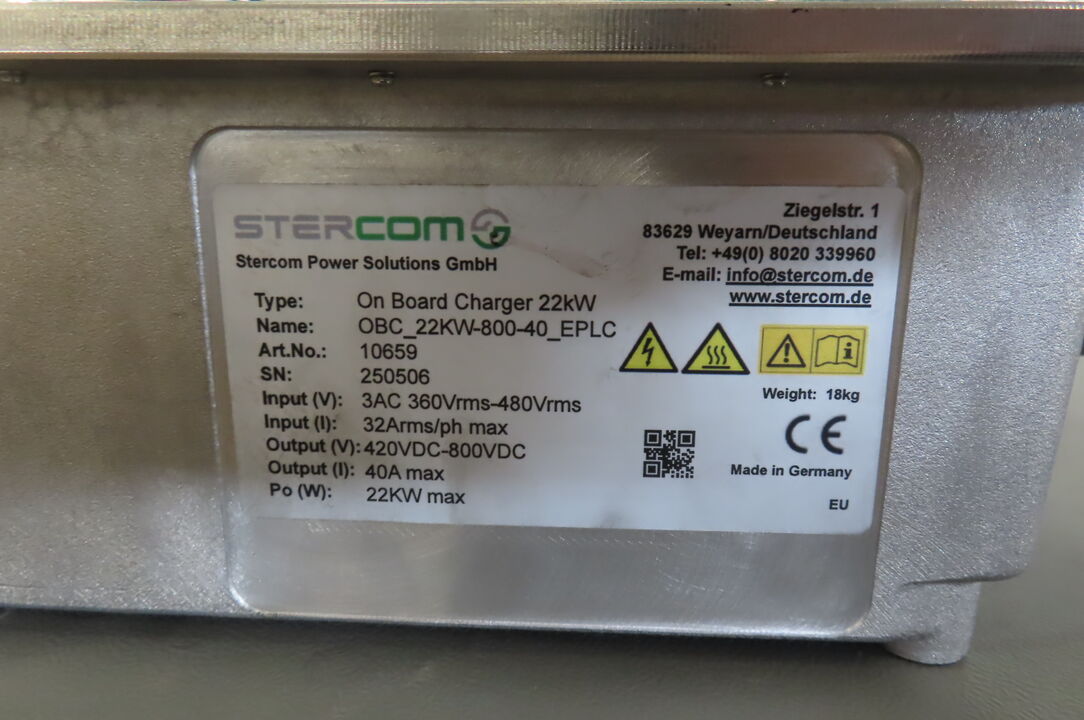 STERCOM
Stercom Power Solutions GmbH
Ziegelstr. 1
83629 Weyarn/Deutschland
Tel: +49(0) 8020 339960
E-mail: info@stercom.de
www.stercom.de
Type: On Board Charger 22kW
Name: OBC_22KW-800-40_EPLC
Art.No.: 10659
SN: 250506
Input (V): 3AC 360Vrms-480Vrms
Input (I): 32Arms/ph max
Output (V): 420VDC-800VDC
Output (I): 40A max
Po (W): 22KW max
Weight: 18kg
CE
Made in Germany
EU